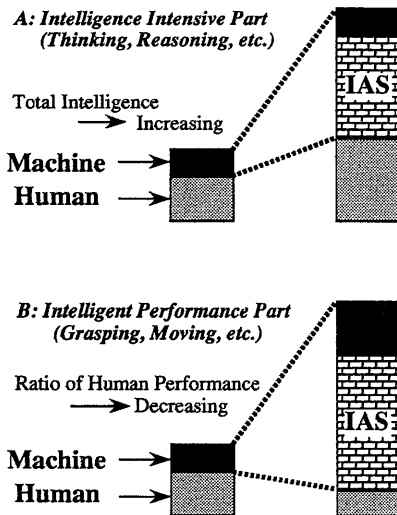 A: Intelligence Intensive Part
(Thinking, Reasoning, etc.)
Total Intelligence
Increasing
IAS
Machine
Human
B: Intelligent Performance Part
(Grasping, Moving, etc.)
Ratio of Human Performance
Decreasing
IAS
Machine
Human